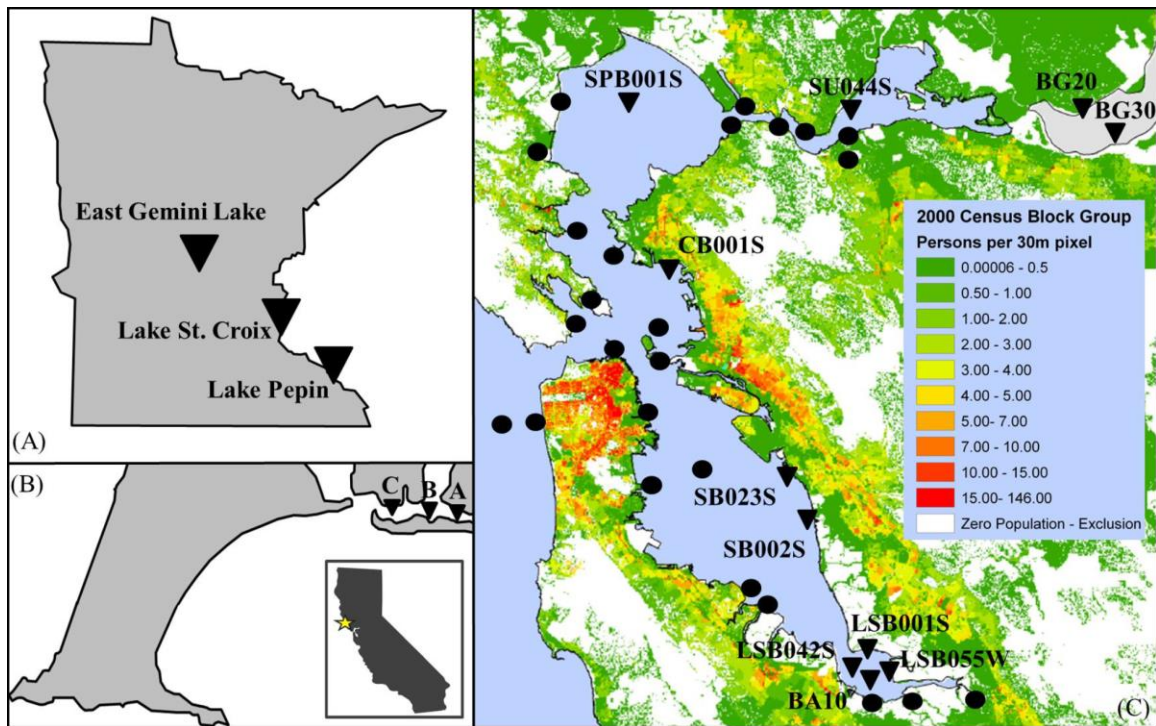 East Gemini Lake
Lake St. Croix
Lake Pepin
(A)
(B)
C B A
SPB001S
SU044S
BG20
BG30
CB001S
2000 Census Block Group
Persons per 30m pixel
0.00006 - 0.5
0.50 - 1.00
1.00- 2.00
2.00 - 3.00
3.00 - 4.00
4.00 - 5.00
5.00- 7.00
7.00 - 10.00
10.00 - 15.00
15.00- 146.00
Zero Population - Exclusion
SB023S
SB002S
LSB001S
LSB042S
LSB055W
BA10
(C)